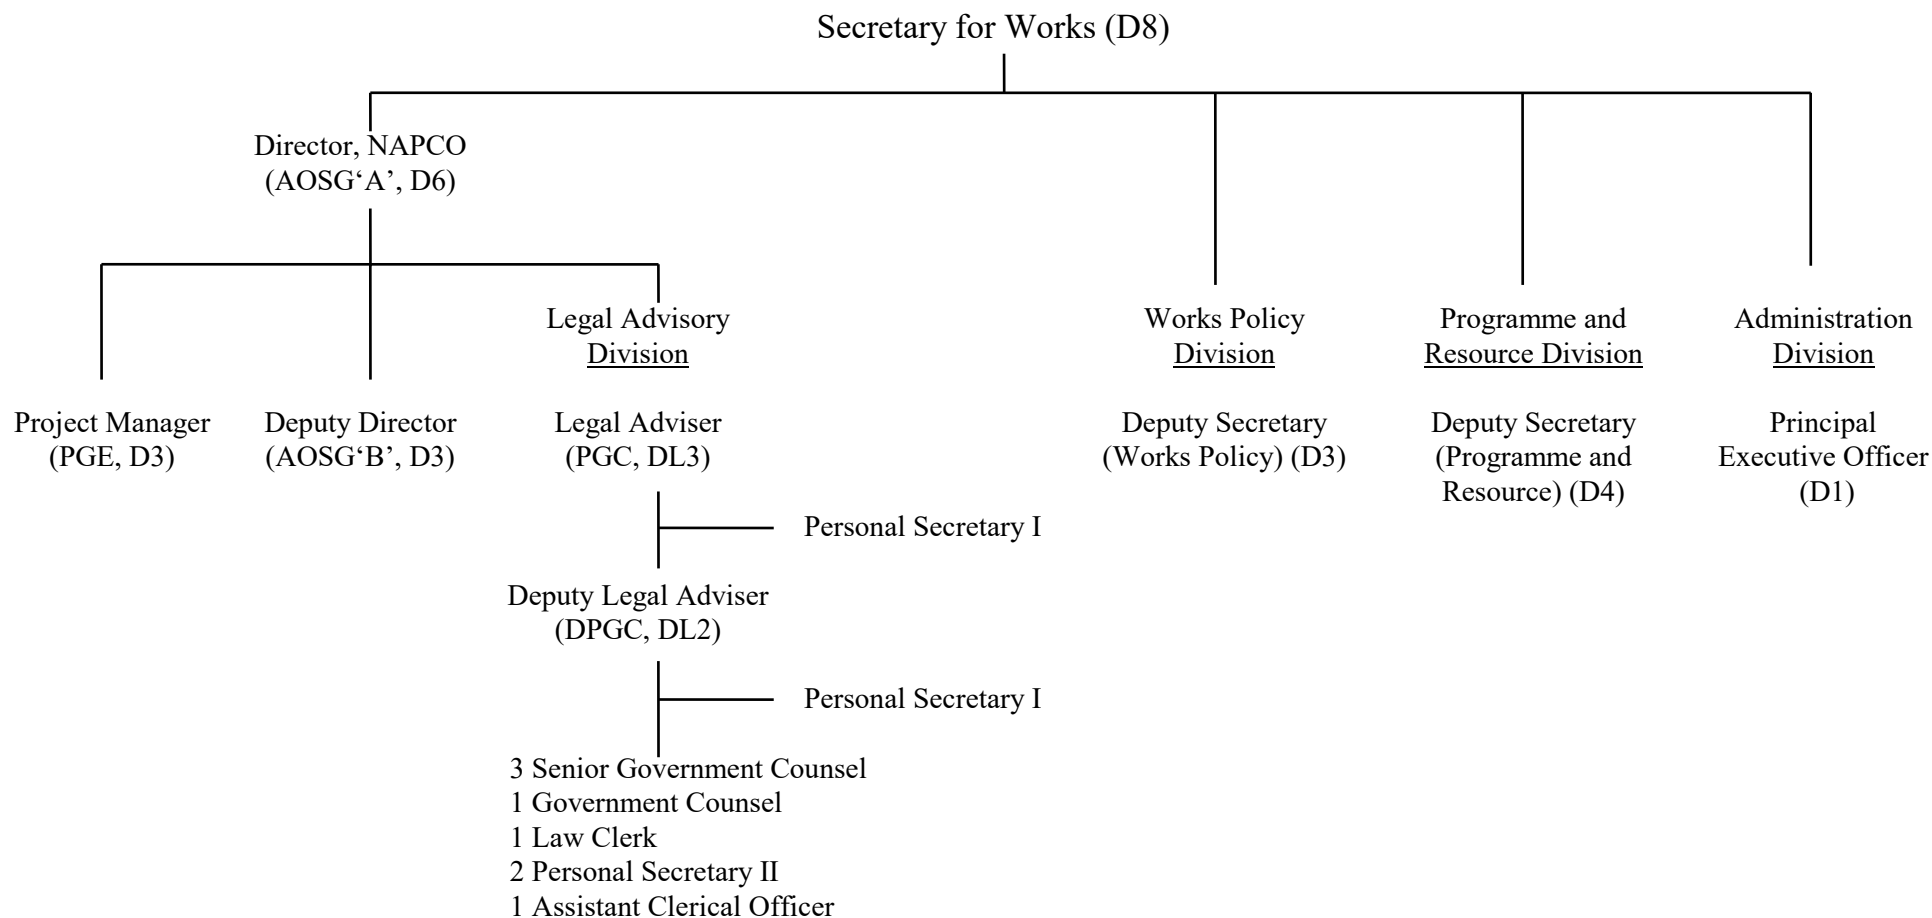 Secretary for Works (D8)
Director, NAPCO
(AOSG‘A’, D6)
Legal Advisory
Division
Works Policy
Division
Programme and
Resource Division
Administration
Division
Project Manager
(PGE, D3)
Deputy Director
(AOSG‘B’, D3)
Legal Adviser
(PGC, DL3)
Deputy Secretary
(Works Policy) (D3)
Deputy Secretary
(Programme and
Resource) (D4)
Principal
Executive Officer
(D1)
Personal Secretary I
Deputy Legal Adviser
(DPGC, DL2)
Personal Secretary I
3 Senior Government Counsel
1 Government Counsel
1 Law Clerk
2 Personal Secretary II
1 Assistant Clerical Officer